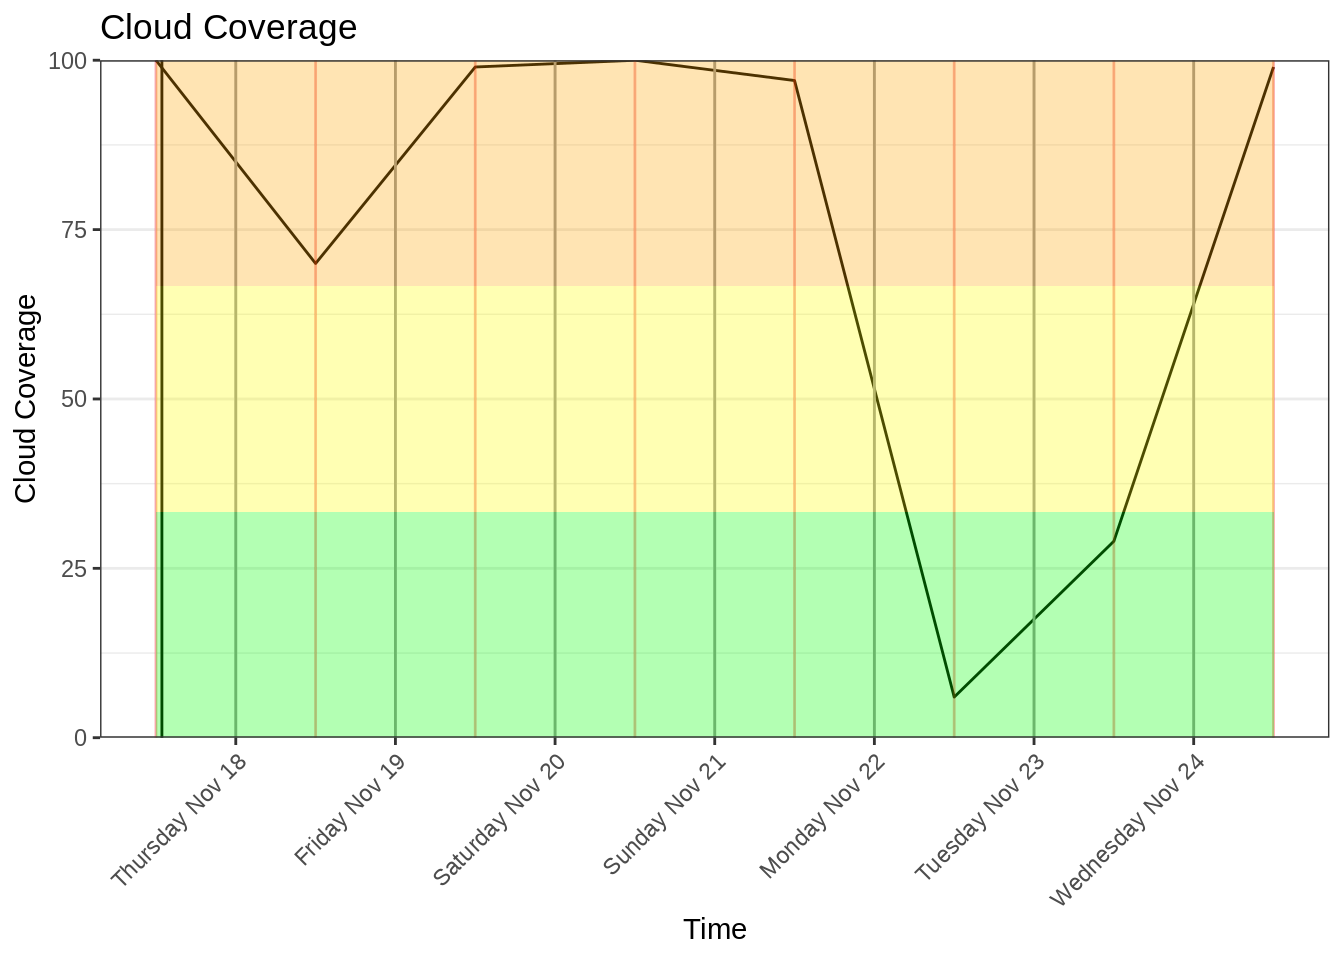 Cloud Coverage
100
75
50
25
0
Cloud Coverage
Thursday Nov 18
Friday Nov 19
Saturday Nov 20
Sunday Nov 21
Monday Nov 22
Tuesday Nov 23
Wednesday Nov 24
Time